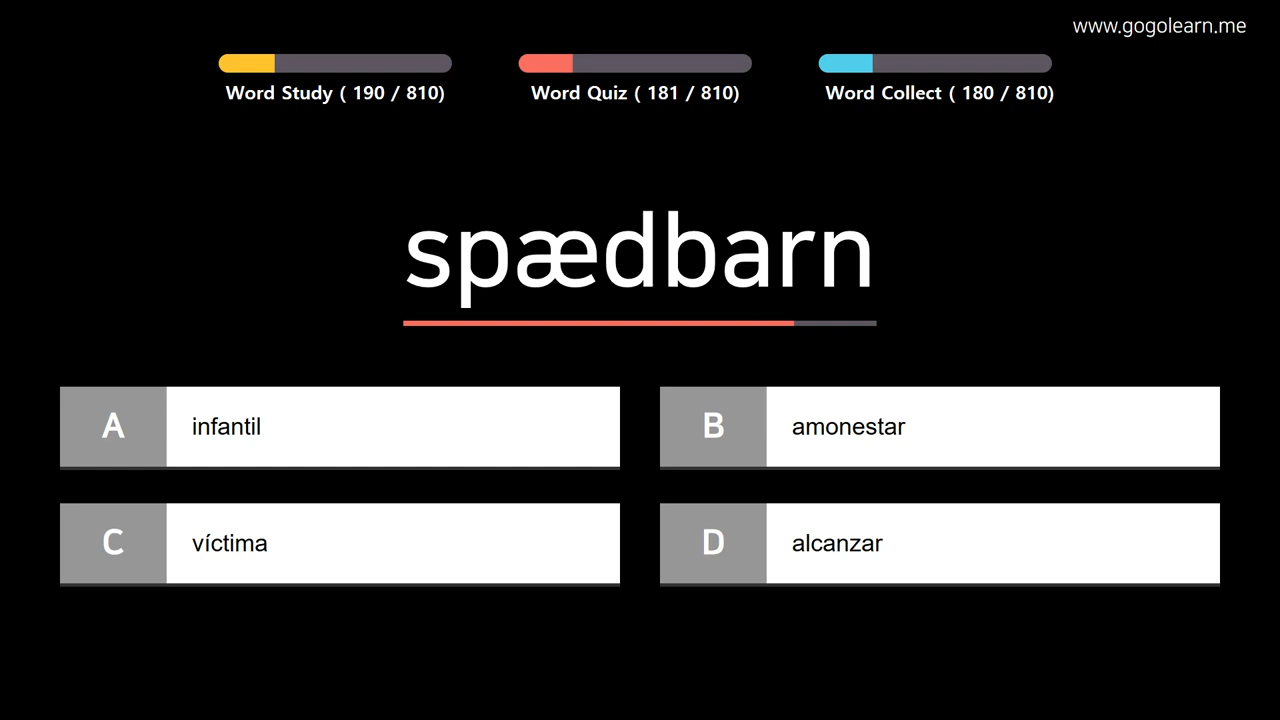 www.gogolearn.me
Word Study ( 190 / 810)
Word Quiz ( 181 / 810)
Word Collect ( 180 / 810)
spædbarn
A infantil
B amonestar
C víctima
D alcanzar